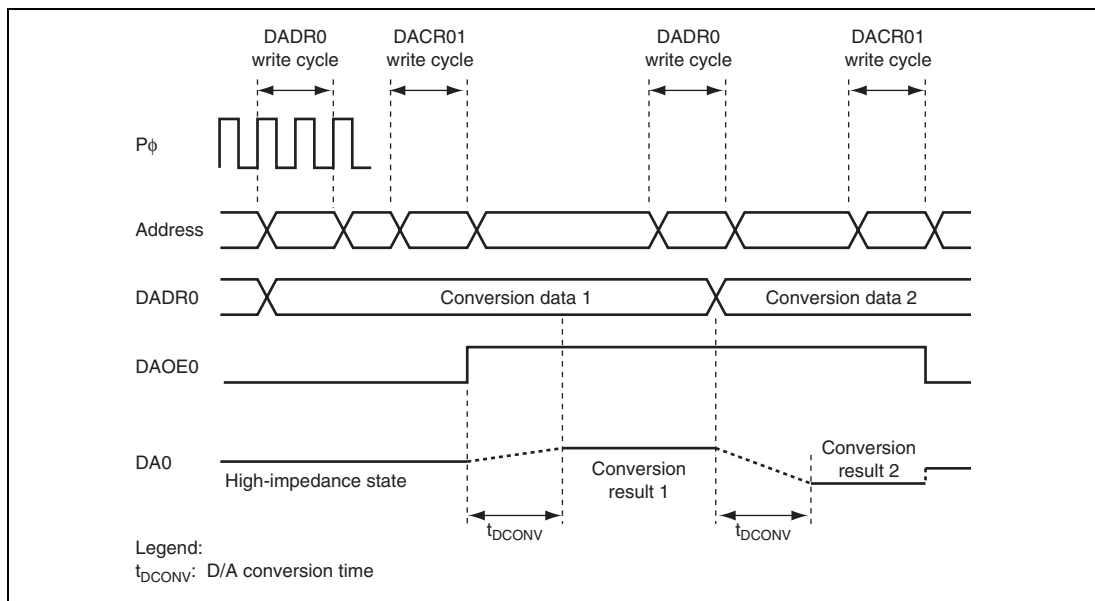 DADR0
write cycle
DACR01
write cycle
DADR0
write cycle
DACR01
write cycle
Pϕ
Address
DADR0
Conversion data 1
Conversion data 2
DAOE0
DA0
High-impedance state
Conversion
result 1
Conversion
result 2
tDCONV
tDCONV
Legend:
tDCONV: D/A conversion time